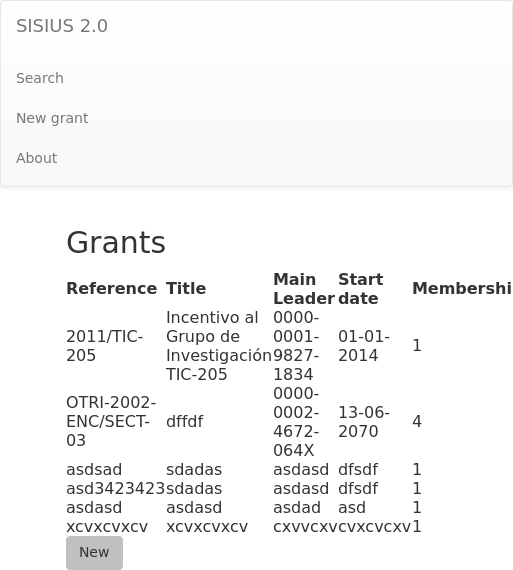 SISIUS 2.0
Search
New grant
About
Grants
Reference Title Main Leader Start date Membershi
2011/TIC-205 Incentivo al Grupo de Investigación TIC-205 0000-0001-9827-1834 01-01-2014 1
OTRI-2002-ENC/SECT-03 dffdf 0000-0002-4672-064X 13-06-2070 4
asdsad sdadas asdasd dfsdf 1
asd3423423 sdadas asdasd dfsdf 1
asdasd asdasd asdad asd 1
xcvxcvxcv xcvxcvxcv cxvvcxv cvxcvcxv 1
New